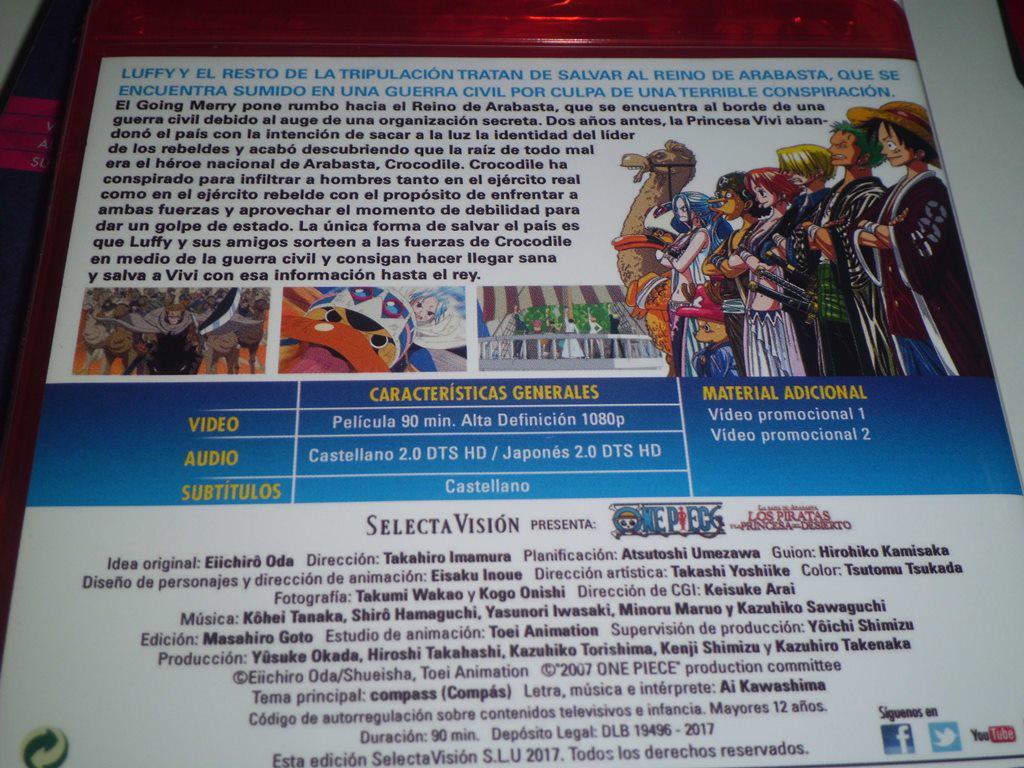 LUFFY Y EL RESTO DE LA TRIPULACIÓN TRATAN DE SALVAR AL REINO DE ARABASTA, QUE SE
ENCUENTRA SUMIDO EN UNA GUERRA CIVIL POR CULPA DE UNA TERRIBLE CONSPIRACIÓN.
El Going Merry pone rumbo hacia el Reino de Arabasta, que se encuentra al borde de una
guerra civil debido al auge de una organización secreta. Dos años antes, la Princesa Vivi aban-
donó el país con la intención de sacar a la luz la identidad del líder
de los rebeldes y acabó descubriendo que la raíz de todo mal
era el héroe nacional de Arabasta, Crocodile. Crocodile ha
conspirado para infiltrar a hombres tanto en el ejército real
como en el ejército rebelde con el propósito de enfrentar a
ambas fuerzas y aprovechar el momento de debilidad para
dar un golpe de estado. La única forma de salvar el país es
que Luffy y sus amigos sorteen a las fuerzas de Crocodile
en medio de la guerra civil y consigan hacer llegar sana
y salva a Vivi con esa información hasta el rey.
CARACTERÍSTICAS GENERALES
VIDEO
Película 90 min. Alta Definición 1080p
AUDIO
Castellano 2.0 DTS HD / Japonés 2.0 DTS HD
SUBTÍTULOS
Castellano
MATERIAL ADICIONAL
Vídeo promocional 1
Vídeo promocional 2
SELECTA VISIÓN PRESENTA: ONE PIECE
LA SAGA DE ARABASTA
LOS PIRATAS
Y LA PRINCESA DEL DESIERTO
Idea original: Eiichirô Oda Dirección: Takahiro Imamura Planificación: Atsutoshi Umezawa Guion: Hirohiko Kamisaka
Diseño de personajes y dirección de animación: Eisaku Inoue Dirección artística: Takashi Yoshiike Color: Tsutomu Tsukada
Fotografía: Takumi Wakao y Kogo Onishi Dirección de CGI: Keisuke Arai
Música: Kôhei Tanaka, Shirô Hamaguchi, Yasunori Iwasaki, Minoru Maruo y Kazuhiko Sawaguchi
Edición: Masahiro Goto Estudio de animación: Toei Animation Supervisión de producción: Yôichi Shimizu
Producción: Yûsuke Okada, Hiroshi Takahashi, Kazuhiko Torishima, Kenji Shimizu y Kazuhiro Takenaka
©Eiichiro Oda/Shueisha, Toei Animation ©"2007 ONE PIECE" production committee
Tema principal: compass (Compás) Letra, música e intérprete: Ai Kawashima
Código de autorregulación sobre contenidos televisivos e infancia. Mayores 12 años.
Duración: 90 min. Depósito Legal: DLB 19496 - 2017
Esta edición SelectaVisión S.L.U 2017. Todos los derechos reservados.
Síguenos en
f
YouTube